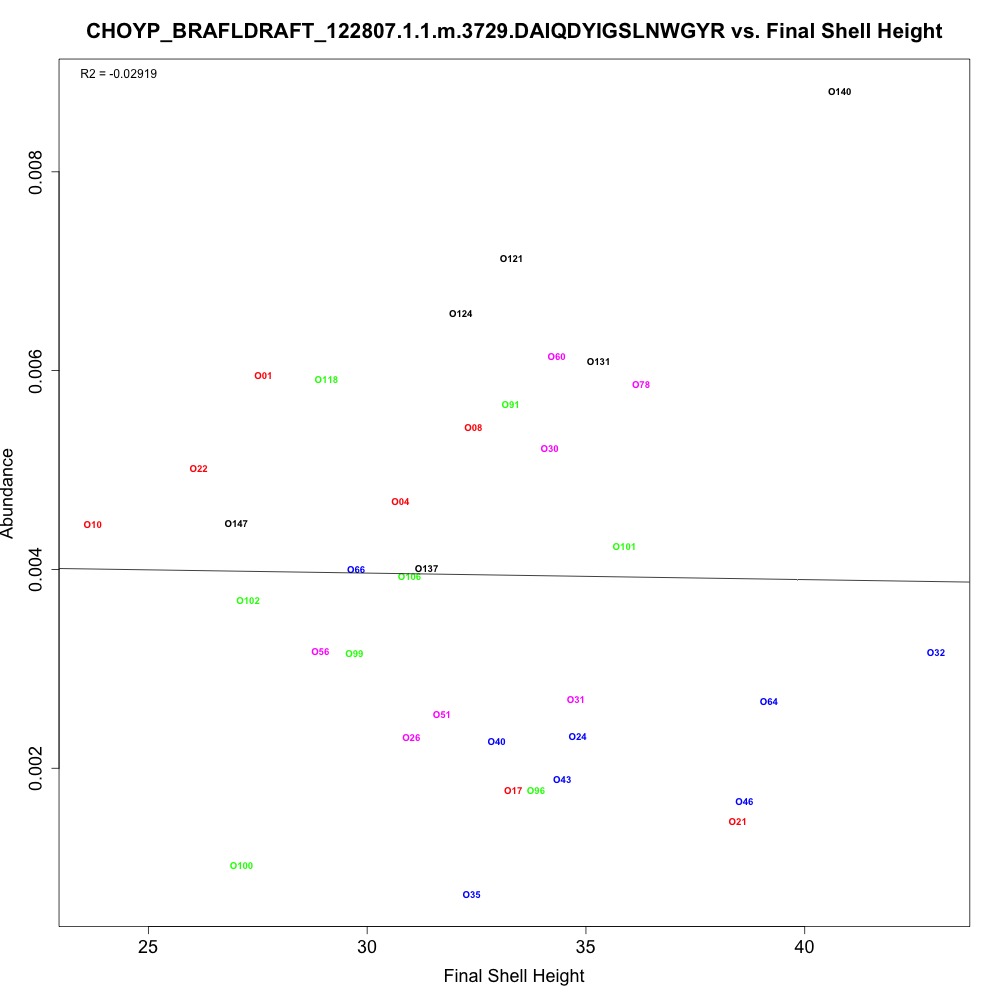 CHOYP_BRAFLDRAFT_122807.1.1.m.3729.DAIQDYIGSLNWGYR vs. Final Shell Height
R2 = -0.02919
O140
0.008
O121
O124
O60
O131
0.006
O01
O118
O78
O91
O08
O30
O22
O04
Abundance
O10
O147
O101
0.004
O66
O137
O106
O102
O56
O99
O32
O31
O64
O51
O26
O40
O24
0.002
O43
O17
O96
O46
O21
O100
O35
25
30
35
40
Final Shell Height